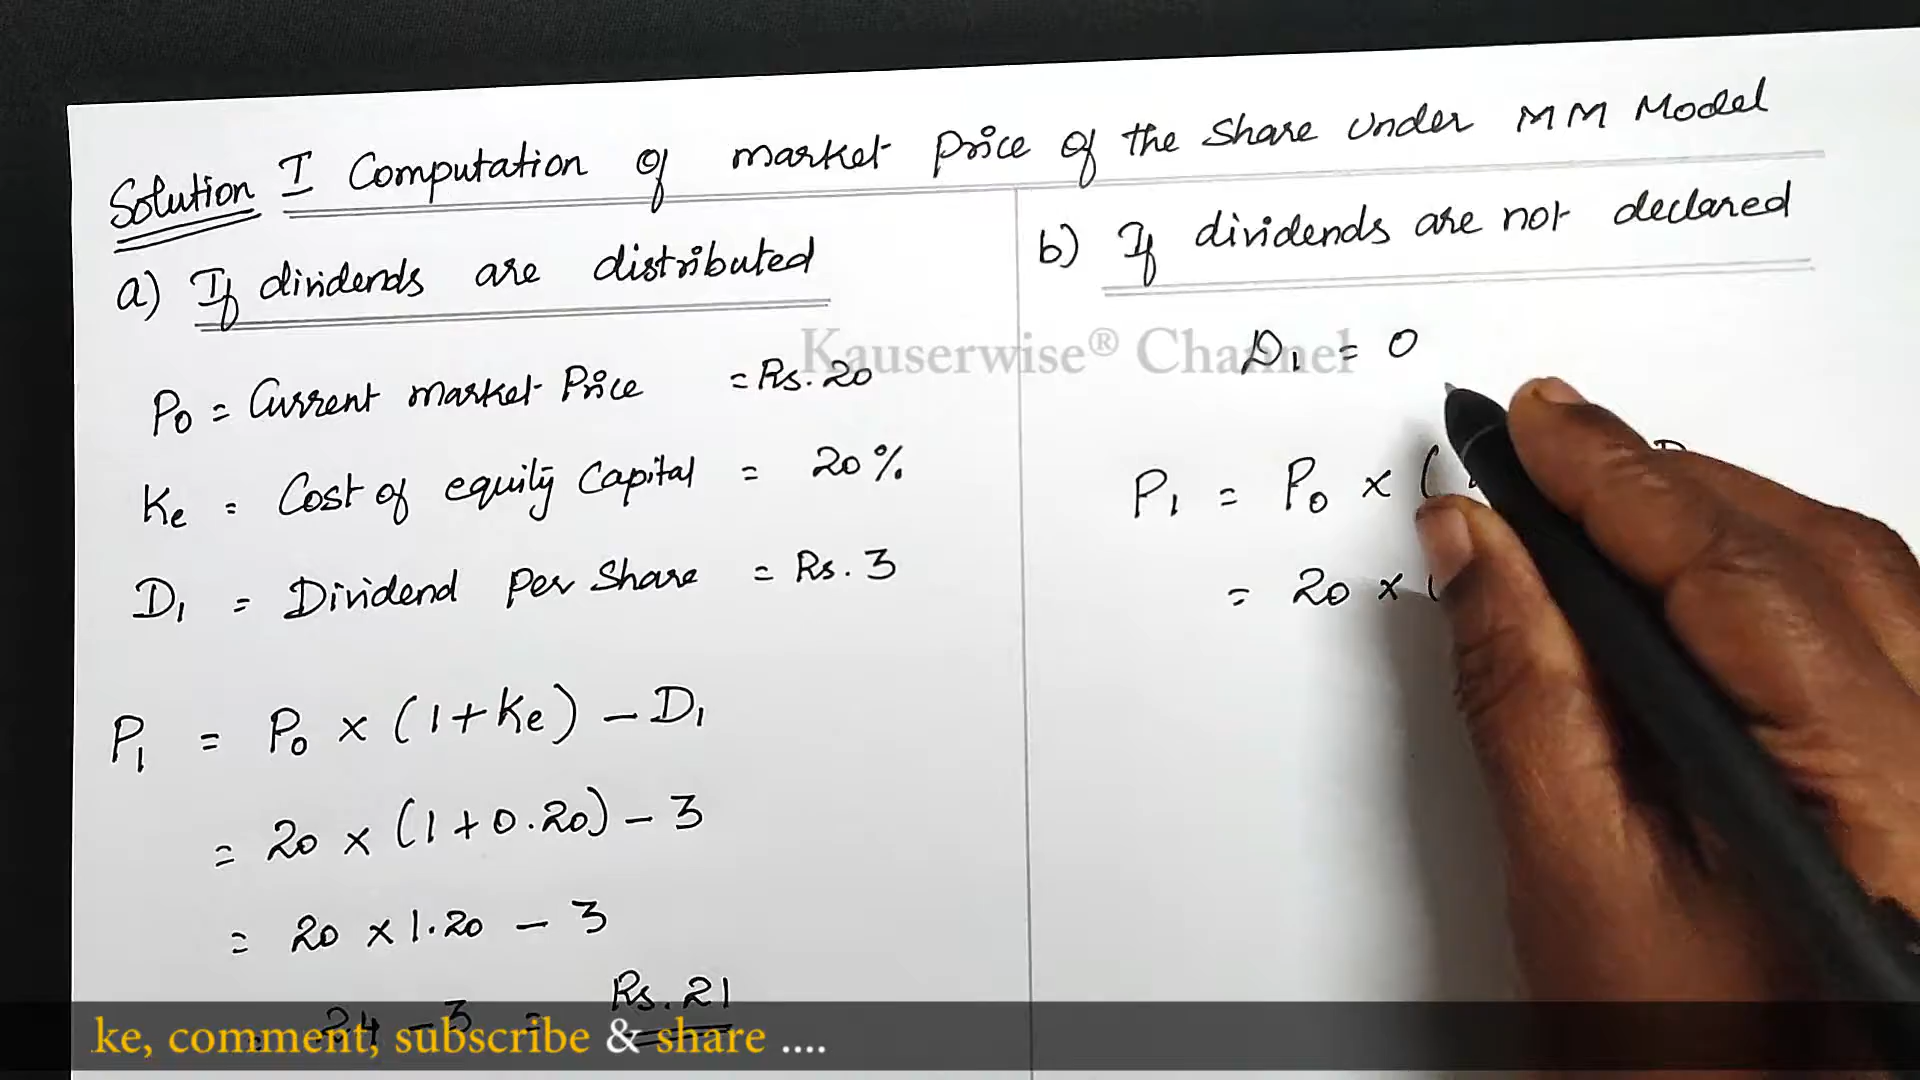 Solution I Computation of market Price of the Share Under MM Model
a) If dividends are distributed
P0 = Current market Price = Rs. 20
Ke = Cost of equity Capital = 20%
D1 = Dividend Per Share = Rs. 3
P1 = P0 × (1 + Ke) – D1
= 20 × (1 + 0.20) – 3
= 20 × 1.20 – 3
= 24 – 3 = Rs. 21
b) If dividends are not declared
D1 = 0
P1 = P0 × (
= 20 × (
Kauserwise® Channel
ke, comment, subscribe & share ....